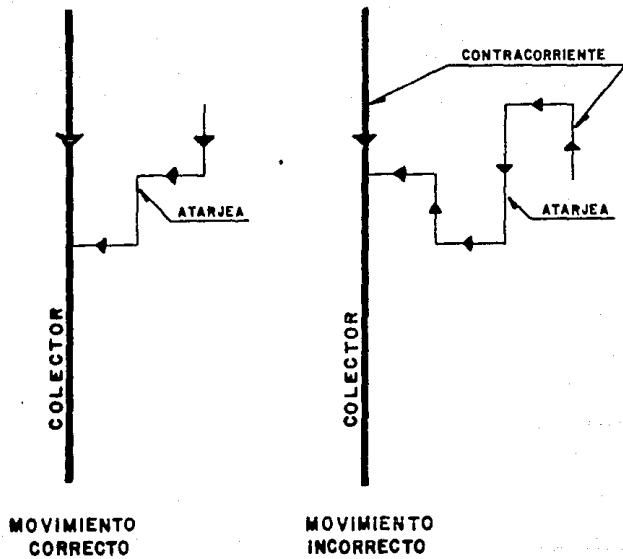 CONTRACORRIENTE
ATARJEA
ATARJEA
COLECTOR
COLECTOR
MOVIMIENTO
CORRECTO
MOVIMIENTO
INCORRECTO